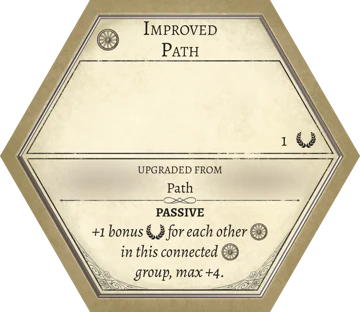 IMPROVED
PATH
1
UPGRADED FROM
Path
PASSIVE
+1 bonus for each other
in this connected
group, max +4.